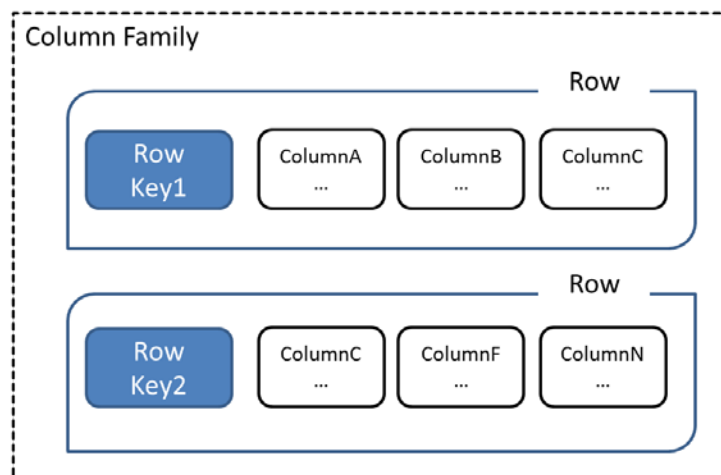 Column Family
Row
Row
Key1
ColumnA
...
ColumnB
...
ColumnC
...
Row
Row
Key2
ColumnC
...
ColumnF
...
ColumnN
...